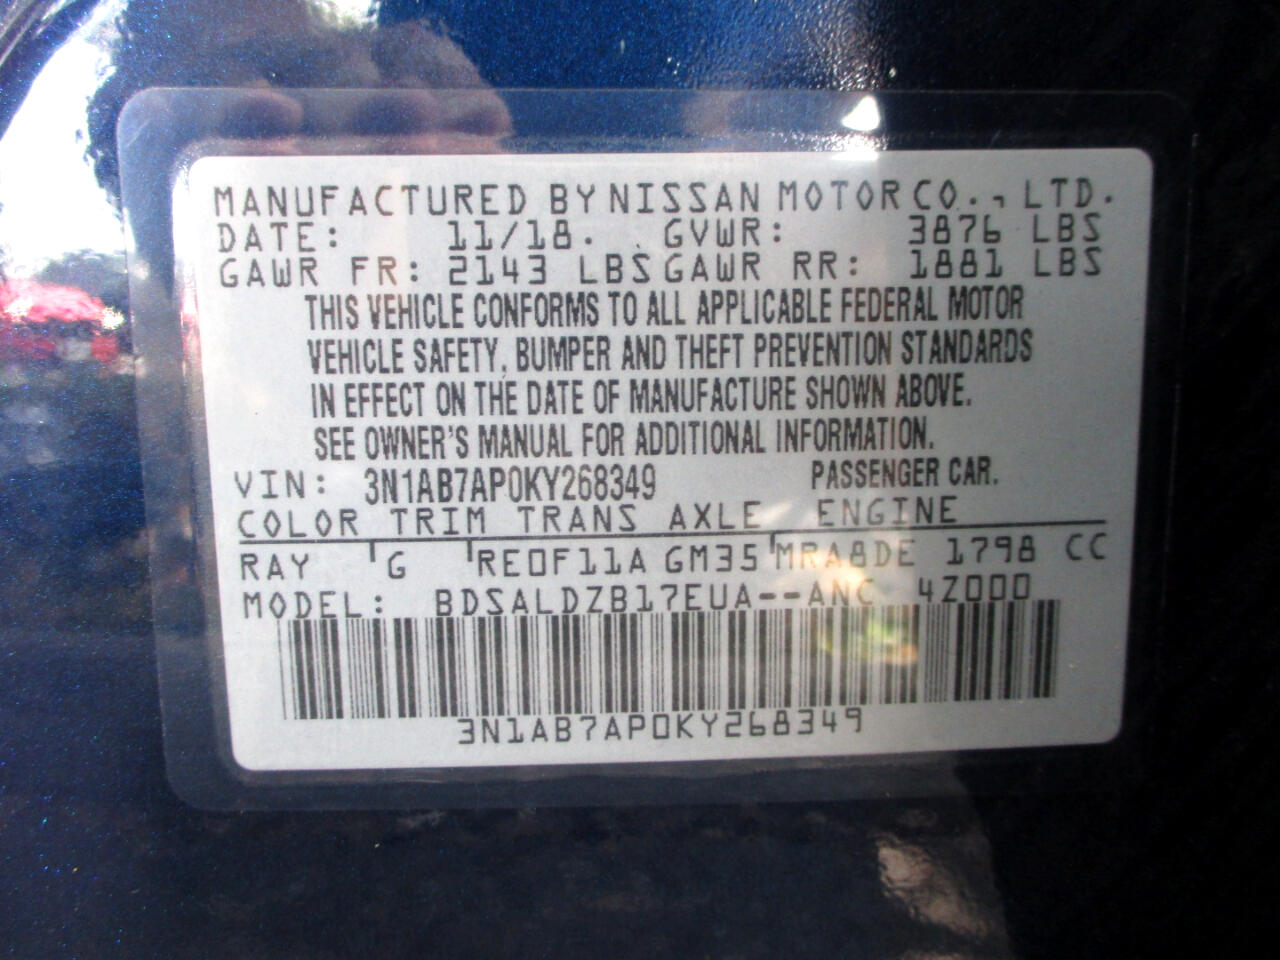 MANUFACTURED BY NISSAN MOTOR CO., LTD.
DATE: 11/18. GVWR: 3876 LBS
GAWR FR: 2143 LBS GAWR RR: 1881 LBS
THIS VEHICLE CONFORMS TO ALL APPLICABLE FEDERAL MOTOR
VEHICLE SAFETY, BUMPER AND THEFT PREVENTION STANDARDS
IN EFFECT ON THE DATE OF MANUFACTURE SHOWN ABOVE.
SEE OWNER'S MANUAL FOR ADDITIONAL INFORMATION.
VIN: 3N1AB7AP0KY268349 PASSENGER CAR.
COLOR TRIM TRANS AXLE ENGINE
RAY G RE0F11A GM35 MRA8DE 1798 CC
MODEL: BDSALDZB17EUA--ANC 4Z000
3N1AB7AP0KY268349